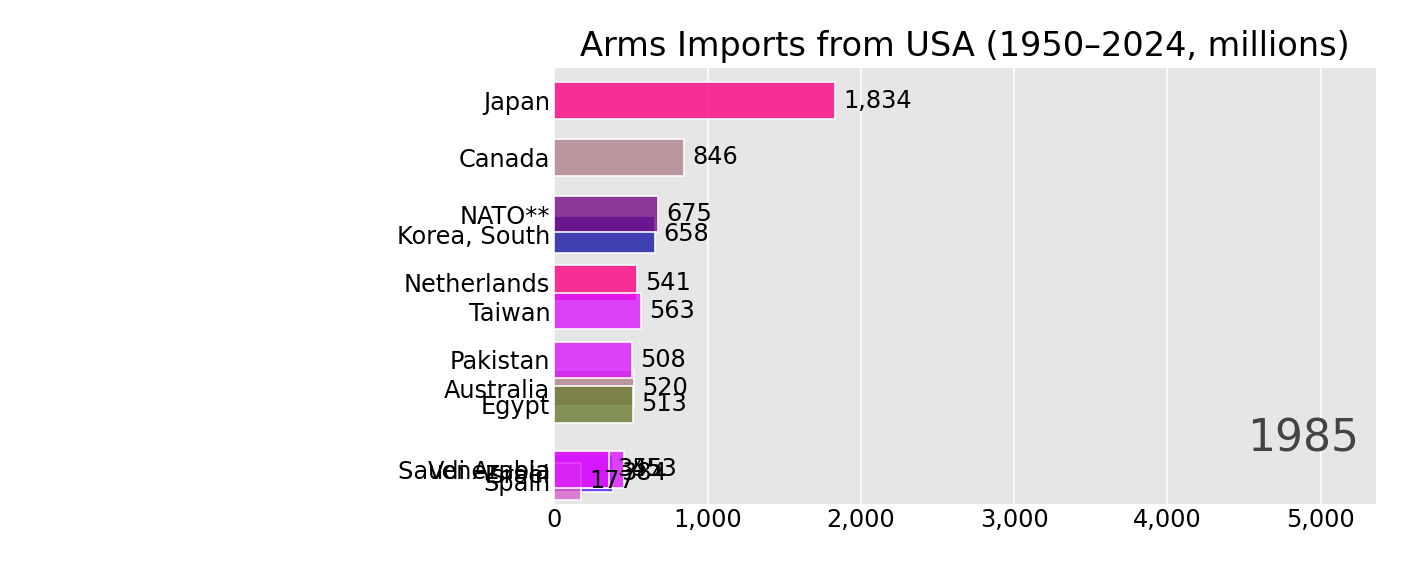 Arms Imports from USA (1950–2024, millions)
Japan 1,834
Canada 846
NATO** 675
Korea, South 658
Netherlands 541
Taiwan 563
Pakistan 508
Australia 520
Egypt 513
Saudi Arabia
Spain 177
1985
0 1,000 2,000 3,000 4,000 5,000